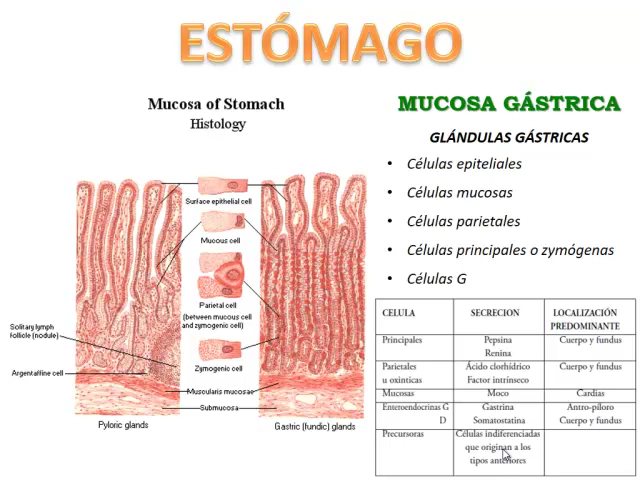 ESTÓMAGO
Mucosa of Stomach
Histology
Surface epithelial cell
Mucous cell
Parietal cell
(between mucous cell
and zymogenic cell)
Zymogenic cell
Solitary lymph
follicle (nodule)
Argentaffine cell
Muscularis mucosae
Submucosa
Pyloric glands
Gastric (fundic) glands
MUCOSA GÁSTRICA
GLÁNDULAS GÁSTRICAS
• Células epiteliales
• Células mucosas
• Células parietales
• Células principales o zymógenas
• Células G
CELULA SECRECION LOCALIZACIÓN
PREDOMINANTE
Principales Pepsina Cuerpo y fundus
Renina
Parietales Ácido clorhídrico Cuerpo y fundus
u oxinticas Factor intrínseco
Mucosas Moco Cardias
Enteroendocrinas G Gastrina Antro-píloro
D Somatostatina Cuerpo y fundus
Precursoras Células indiferenciadas
que originan a los
tipos anteriores